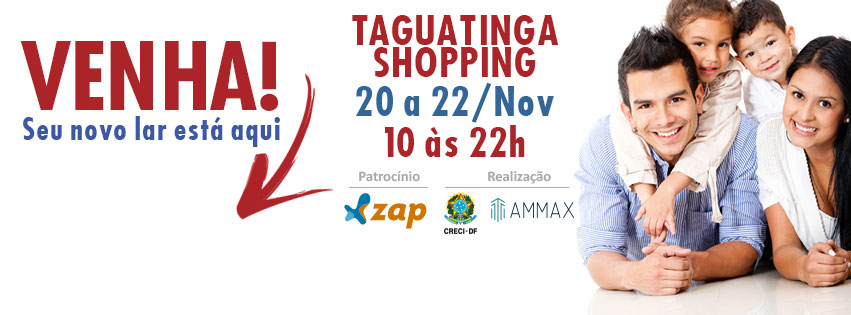 VENHA!
Seu novo lar está aqui
TAGUATINGA
SHOPPING
20 a 22/Nov
10 às 22h
Patrocínio
Realização
zap
CRECI-DF
AMMAX